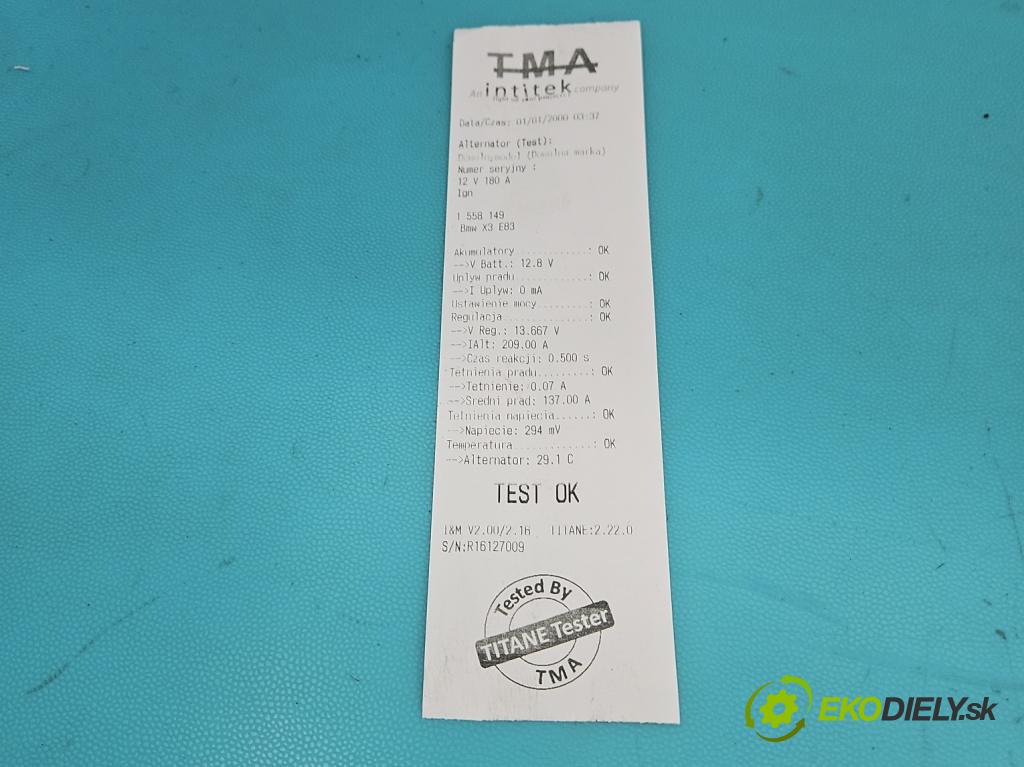 TMA
An intitek company
Data/Czas: 01/01/2000 03:37
Alternator (Test):
Domslnymodel (Domslna marka)
Numer seryjny :
12 V 180 A
Ign
I 558 149
Bmw X3 E83
Akumulatory ............: OK
-->V Batt.: 12.8 V
Uplyw pradu ............: OK
-->I Uplyw: 0 mA
Ustawienie mocy.........: OK
Regulacja ..............: OK
-->V Reg.: 13.667 V
-->IAlt: 209.00 A
-->Czas reakcji: 0.500 s
Tetnienia pradu.........: OK
-->Tetnienie: 0.07 A
-->Sredni prad: 137.00 A
Tetnienia napiecia......: OK
-->Napiecie: 294 mV
Temperatura.............: OK
-->Alternator: 29.1 C
TEST OK
I&M V2.00/2.16 TITANE:2.22.0
S/N:R16127009
Tested By
TITANE Tester
TMA
EKODIELY.sk